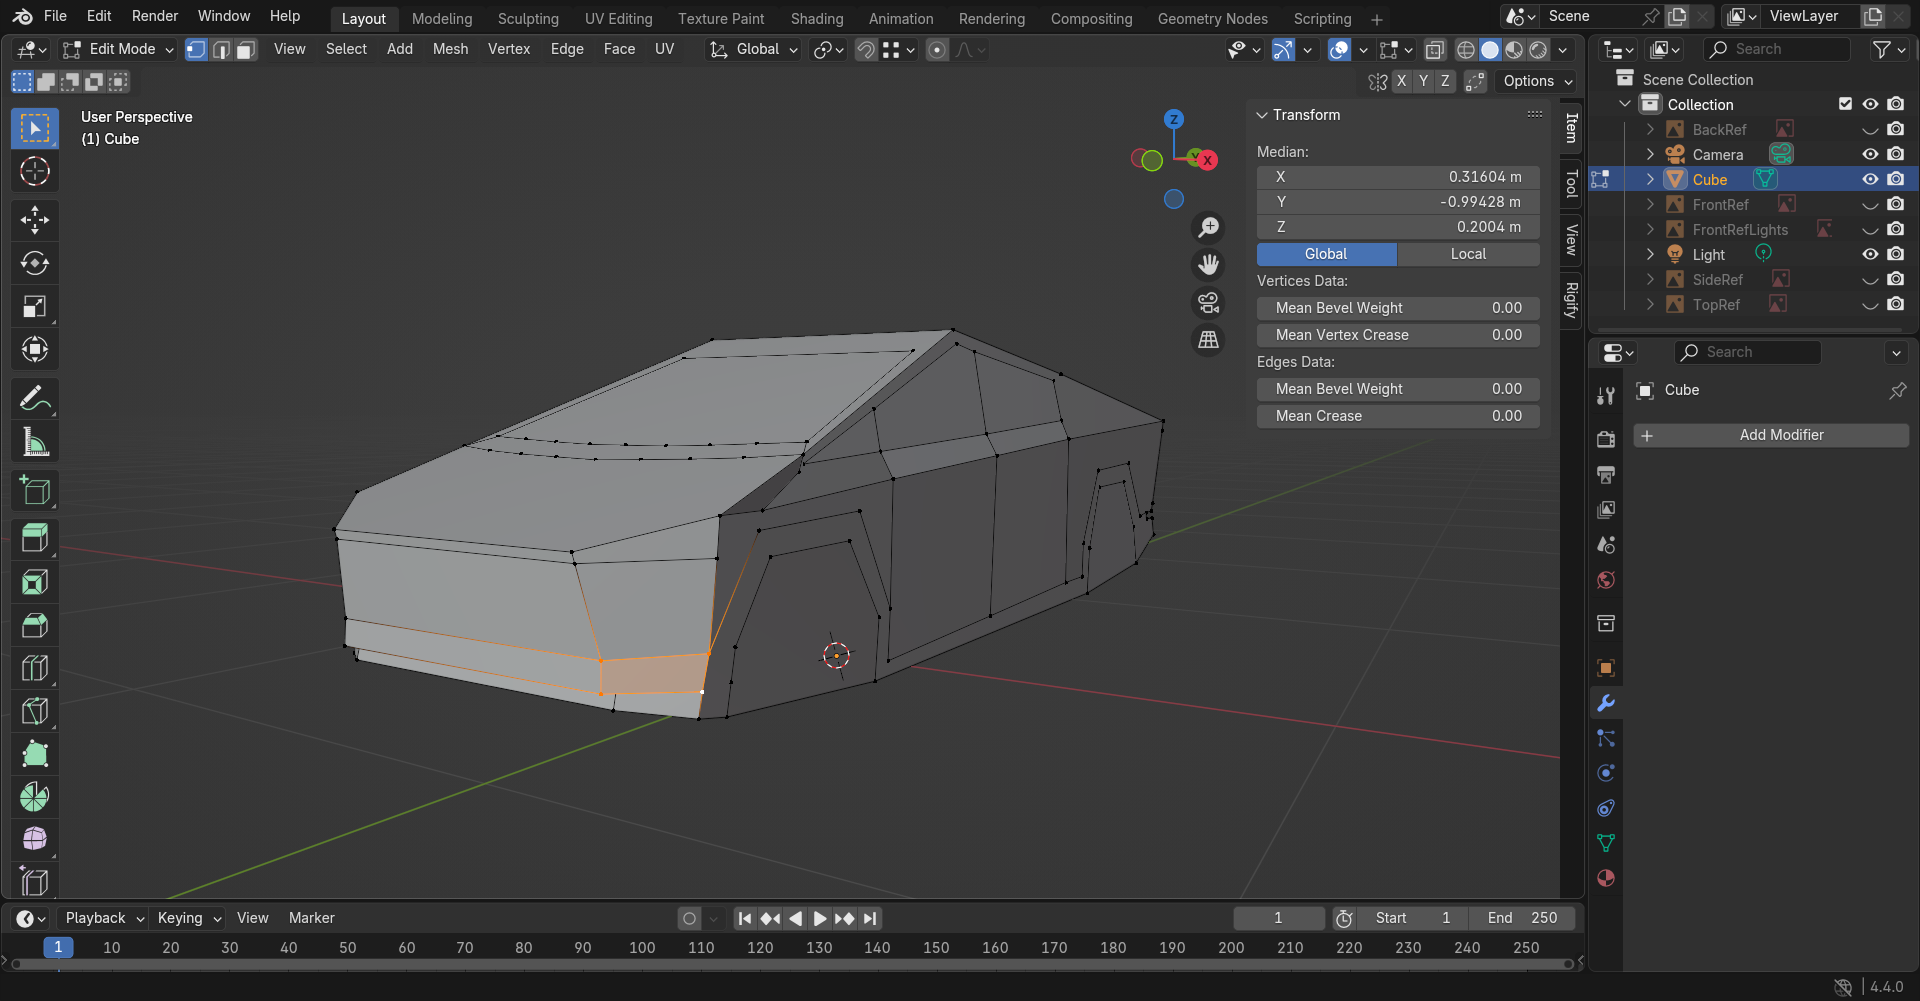 File Edit Render Window Help Layout Modeling Sculpting UV Editing Texture Paint Shading Animation Rendering Compositing Geometry Nodes Scripting + Scene ViewLayer
Edit Mode View Select Add Mesh Vertex Edge Face UV Global Search
X Y Z Options
Scene Collection
User Perspective
(1) Cube
Z
Y X
Transform
Median:
X 0.31604 m
Y -0.99428 m
Z 0.2004 m
Global Local
Vertices Data:
Mean Bevel Weight 0.00
Mean Vertex Crease 0.00
Edges Data:
Mean Bevel Weight 0.00
Mean Crease 0.00
Item
Tool
View
Rigify
Collection
BackRef
Camera
Cube
FrontRef
FrontRefLights
Light
SideRef
TopRef
Search
Cube
+ Add Modifier
Playback Keying View Marker 1 Start 1 End 250
1 10 20 30 40 50 60 70 80 90 100 110 120 130 140 150 160 170 180 190 200 210 220 230 240 250
4.4.0